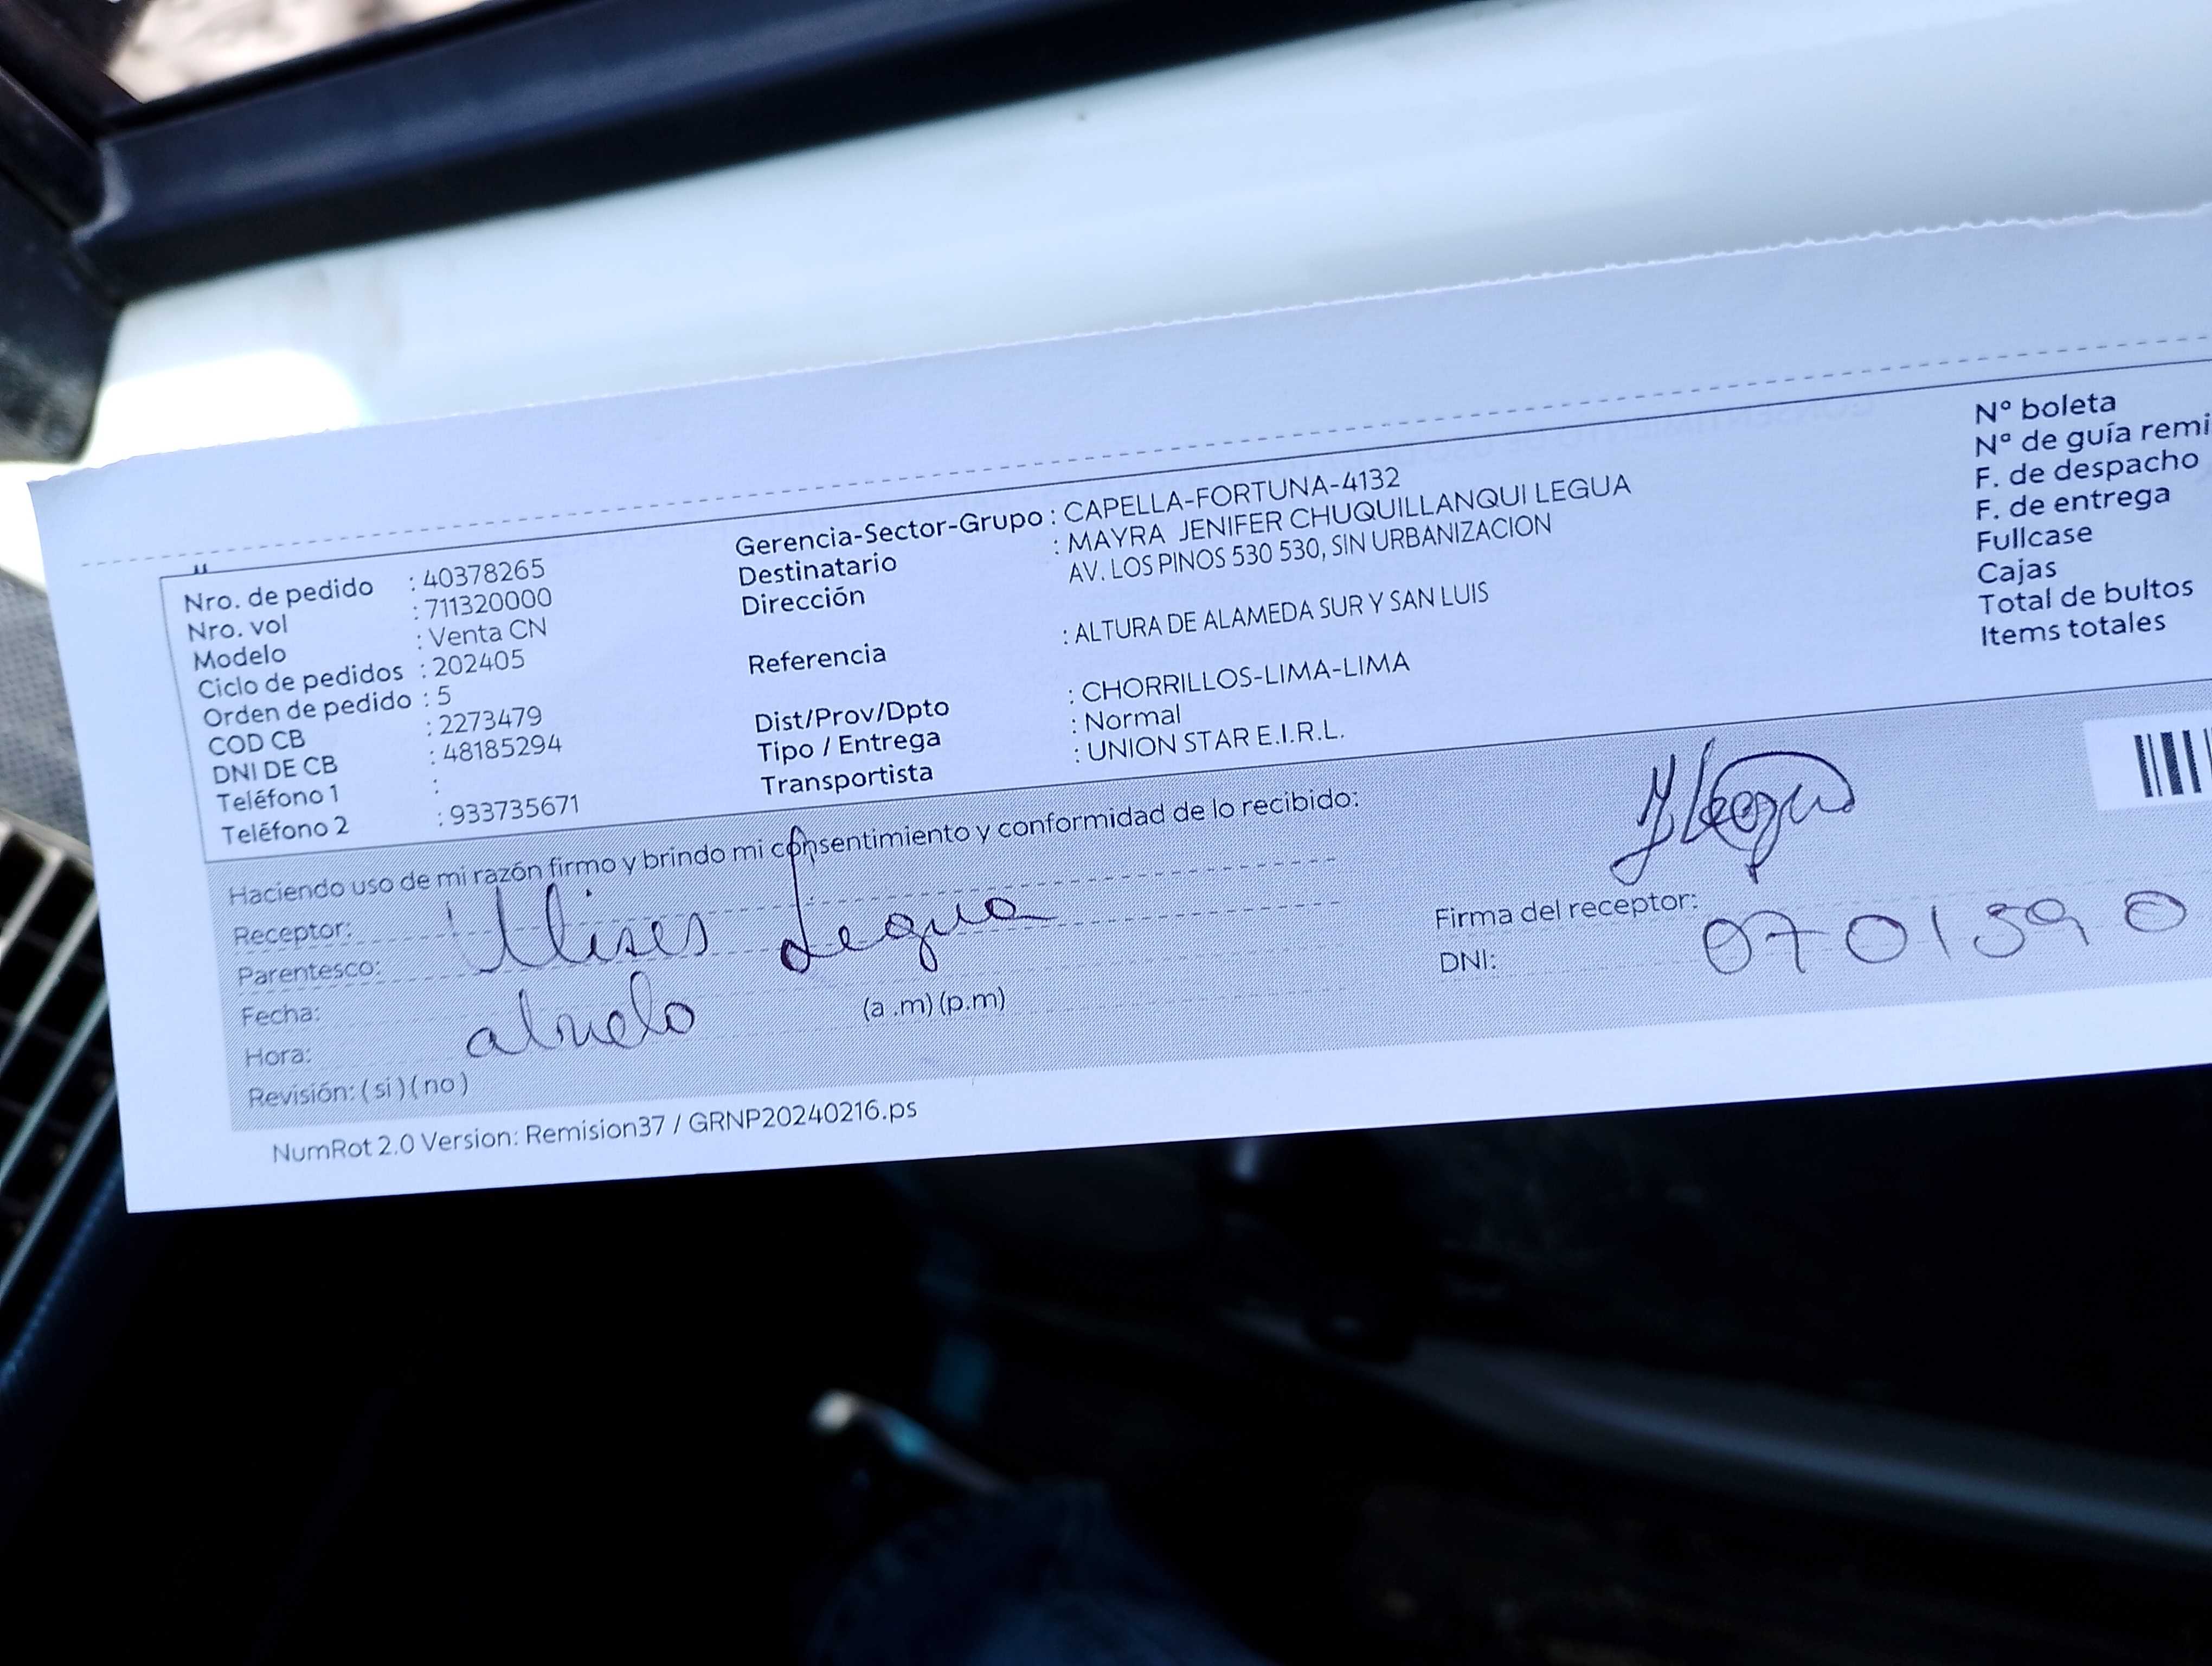 Nro. de pedido : 40378265
Nro. vol : 711320000
Modelo : Venta CN
Ciclo de pedidos : 202405
Orden de pedido : 5
COD CB : 2273479
DNI DE CB : 48185294
Teléfono 1 :
Teléfono 2 : 933735671
Gerencia-Sector-Grupo : CAPELLA-FORTUNA-4132
Destinatario : MAYRA JENIFER CHUQUILLANQUI LEGUA
Dirección AV. LOS PINOS 530 530, SIN URBANIZACION
Referencia : ALTURA DE ALAMEDA SUR Y SAN LUIS
Dist/Prov/Dpto : CHORRILLOS-LIMA-LIMA
Tipo / Entrega : Normal
Transportista : UNION STAR E.I.R.L.
N° boleta
N° de guía remi
F. de despacho
F. de entrega
Fullcase
Cajas
Total de bultos
Items totales
Haciendo uso de mi razón firmo y brindo mi consentimiento y conformidad de lo recibido:
Receptor: Ulises Legua
Parentesco:
Fecha: abuelo
Hora: (a .m) (p.m)
Revisión: ( si ) ( no )
Firma del receptor:
DNI: 07013990
NumRot 2.0 Version: Remision37 / GRNP20240216.ps